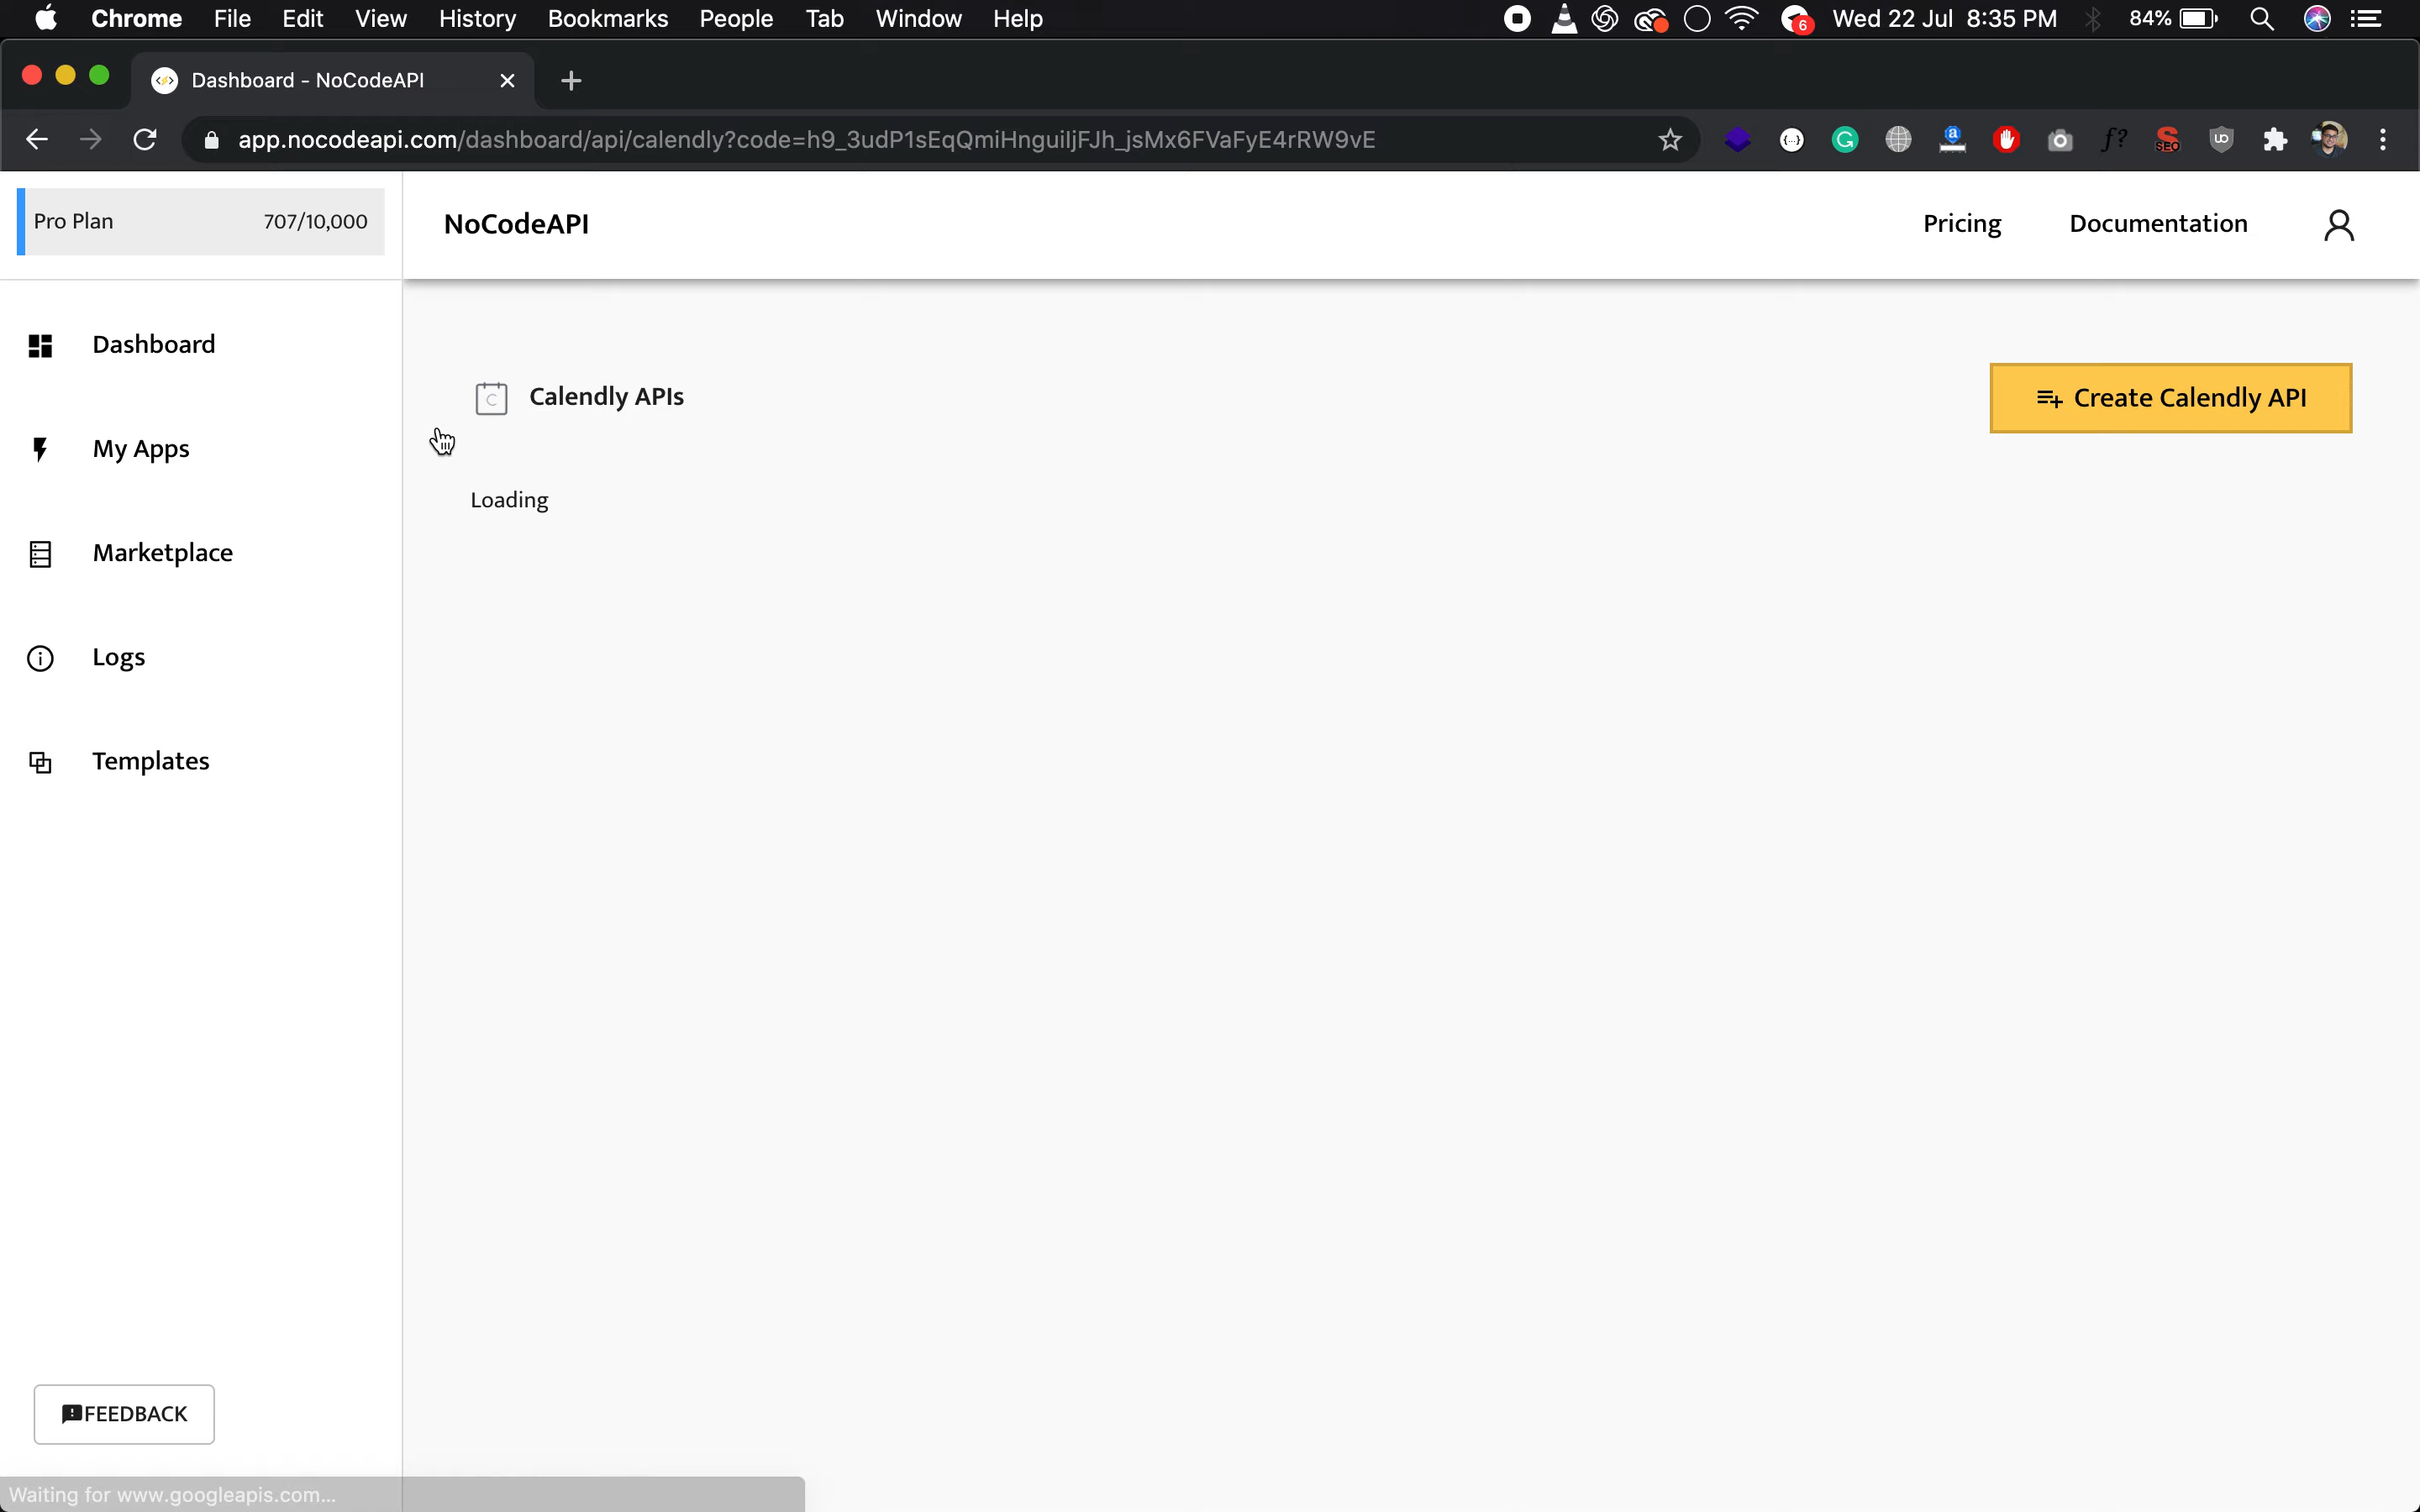 Chrome File Edit View History Bookmarks People Tab Window Help 6 Wed 22 Jul 8:35 PM 84%
Dashboard - NoCodeAPI
app.nocodeapi.com/dashboard/api/calendly?code=h9_3udP1sEqQmiHnguiljFJh_jsMx6FVaFyE4rRW9vE
Pro Plan 707/10,000
NoCodeAPI Pricing Documentation
Dashboard
C Calendly APIs Create Calendly API
My Apps
Loading
Marketplace
Logs
Templates
FEEDBACK
Waiting for www.googleapis.com...